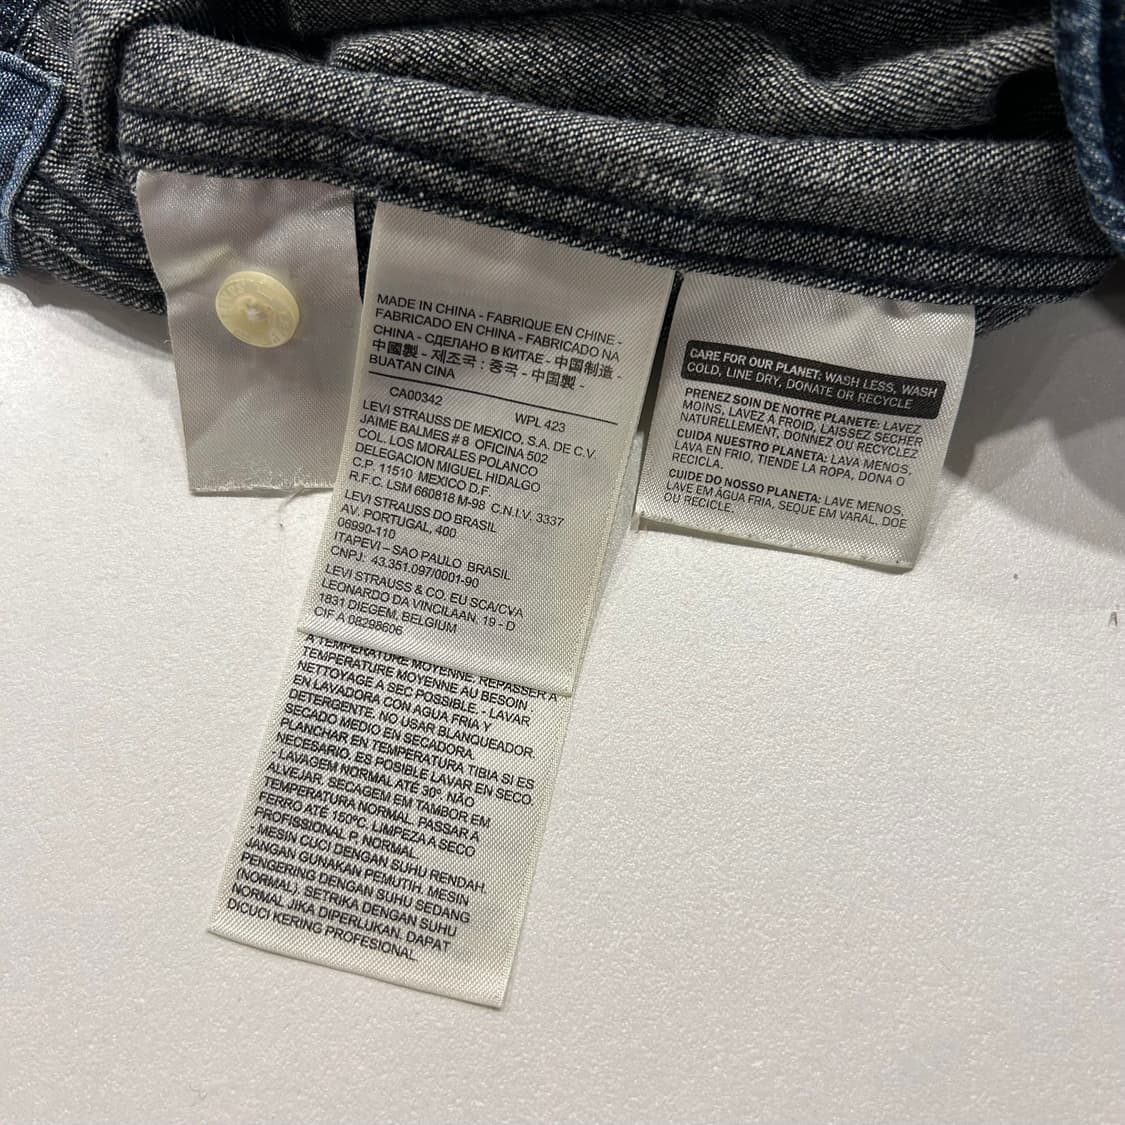 MADE IN CHINA - FABRIQUE EN CHINE -
FABRICADO EN CHINA - FABRICADO NA
CHINA - СДЕЛАНО В КИТАЕ - 中国制造 -
中國製 - 제조국 : 중국 - 中国製 -
BUATAN CINA
CA00342 WPL 423
LEVI STRAUSS DE MEXICO, S.A. DE C.V.
JAIME BALMES # 8 OFICINA 502
COL. LOS MORALES POLANCO
DELEGACION MIGUEL HIDALGO
C.P. 11510 MEXICO D.F.
R.F.C. LSM 660818 M-98 C.N.I.V. 3337
LEVI STRAUSS DO BRASIL
AV. PORTUGAL, 400
06990-110
ITAPEVI – SAO PAULO BRASIL
CNPJ. 43.351.097/0001-90
LEVI STRAUSS & CO. EU SCA/CVA
LEONARDO DA VINCILAAN, 19 - D
1831 DIEGEM, BELGIUM
CIF A 08298606
À TEMPÉRATURE MOYENNE. REPASSER À
TEMPERATURE MOYENNE AU BESOIN
NETTOYAGE A SEC POSSIBLE. - LAVAR
EN LAVADORA CON AGUA FRIA Y
DETERGENTE. NO USAR BLANQUEADOR.
SECADO MEDIO EN SECADORA.
PLANCHAR EN TEMPERATURA TIBIA SI ES
NECESARIO. ES POSIBLE LAVAR EN SECO.
- LAVAGEM NORMAL ATÉ 30º. NÃO
ALVEJAR. SECAGEM EM TAMBOR EM
TEMPERATURA NORMAL. PASSAR A
FERRO ATÉ 150ºC. LIMPEZA A SECO
PROFISSIONAL P, NORMAL.
- MESIN CUCI DENGAN SUHU RENDAH.
JANGAN GUNAKAN PEMUTIH. MESIN
PENGERING DENGAN SUHU SEDANG
(NORMAL). SETRIKA DENGAN SUHU
NORMAL JIKA DIPERLUKAN. DAPAT
DICUCI KERING PROFESIONAL
CARE FOR OUR PLANET: WASH LESS, WASH
COLD, LINE DRY, DONATE OR RECYCLE
PRENEZ SOIN DE NOTRE PLANETE: LAVEZ
MOINS, LAVEZ À FROID, LAISSEZ SECHER
NATURELLEMENT, DONNEZ OU RECYCLEZ
CUIDA NUESTRO PLANETA: LAVA MENOS,
LAVA EN FRIO, TIENDE LA ROPA, DONA O
RECICLA.
CUIDE DO NOSSO PLANETA: LAVE MENOS,
LAVE EM ÁGUA FRIA, SEQUE EM VARAL, DOE
OU RECICLE.